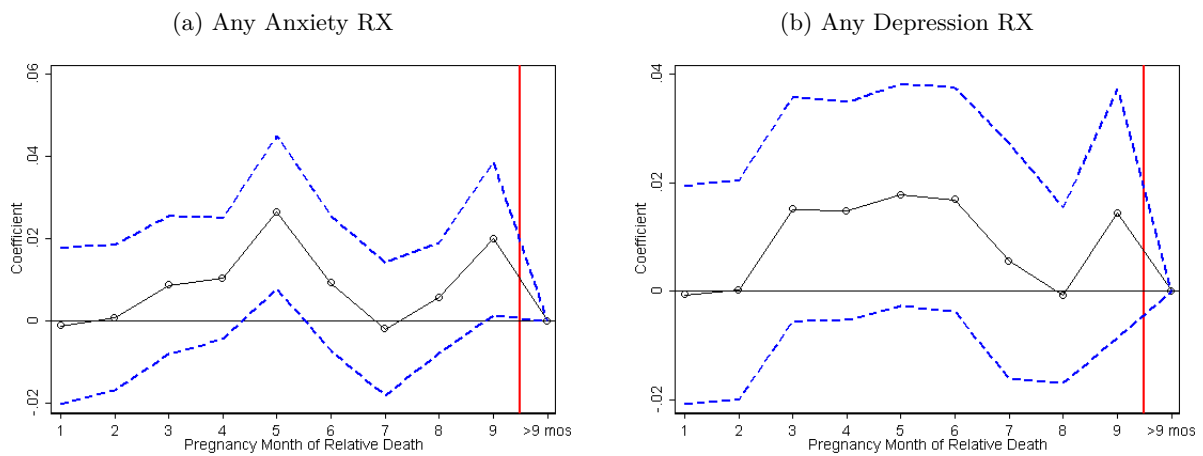 (a) Any Anxiety RX
.06
.04
.02
0
-.02
Coefficient
1 2 3 4 5 6 7 8 9 >9 mos
Pregnancy Month of Relative Death
(b) Any Depression RX
.04
.02
0
-.02
Coefficient
1 2 3 4 5 6 7 8 9 >9 mos
Pregnancy Month of Relative Death